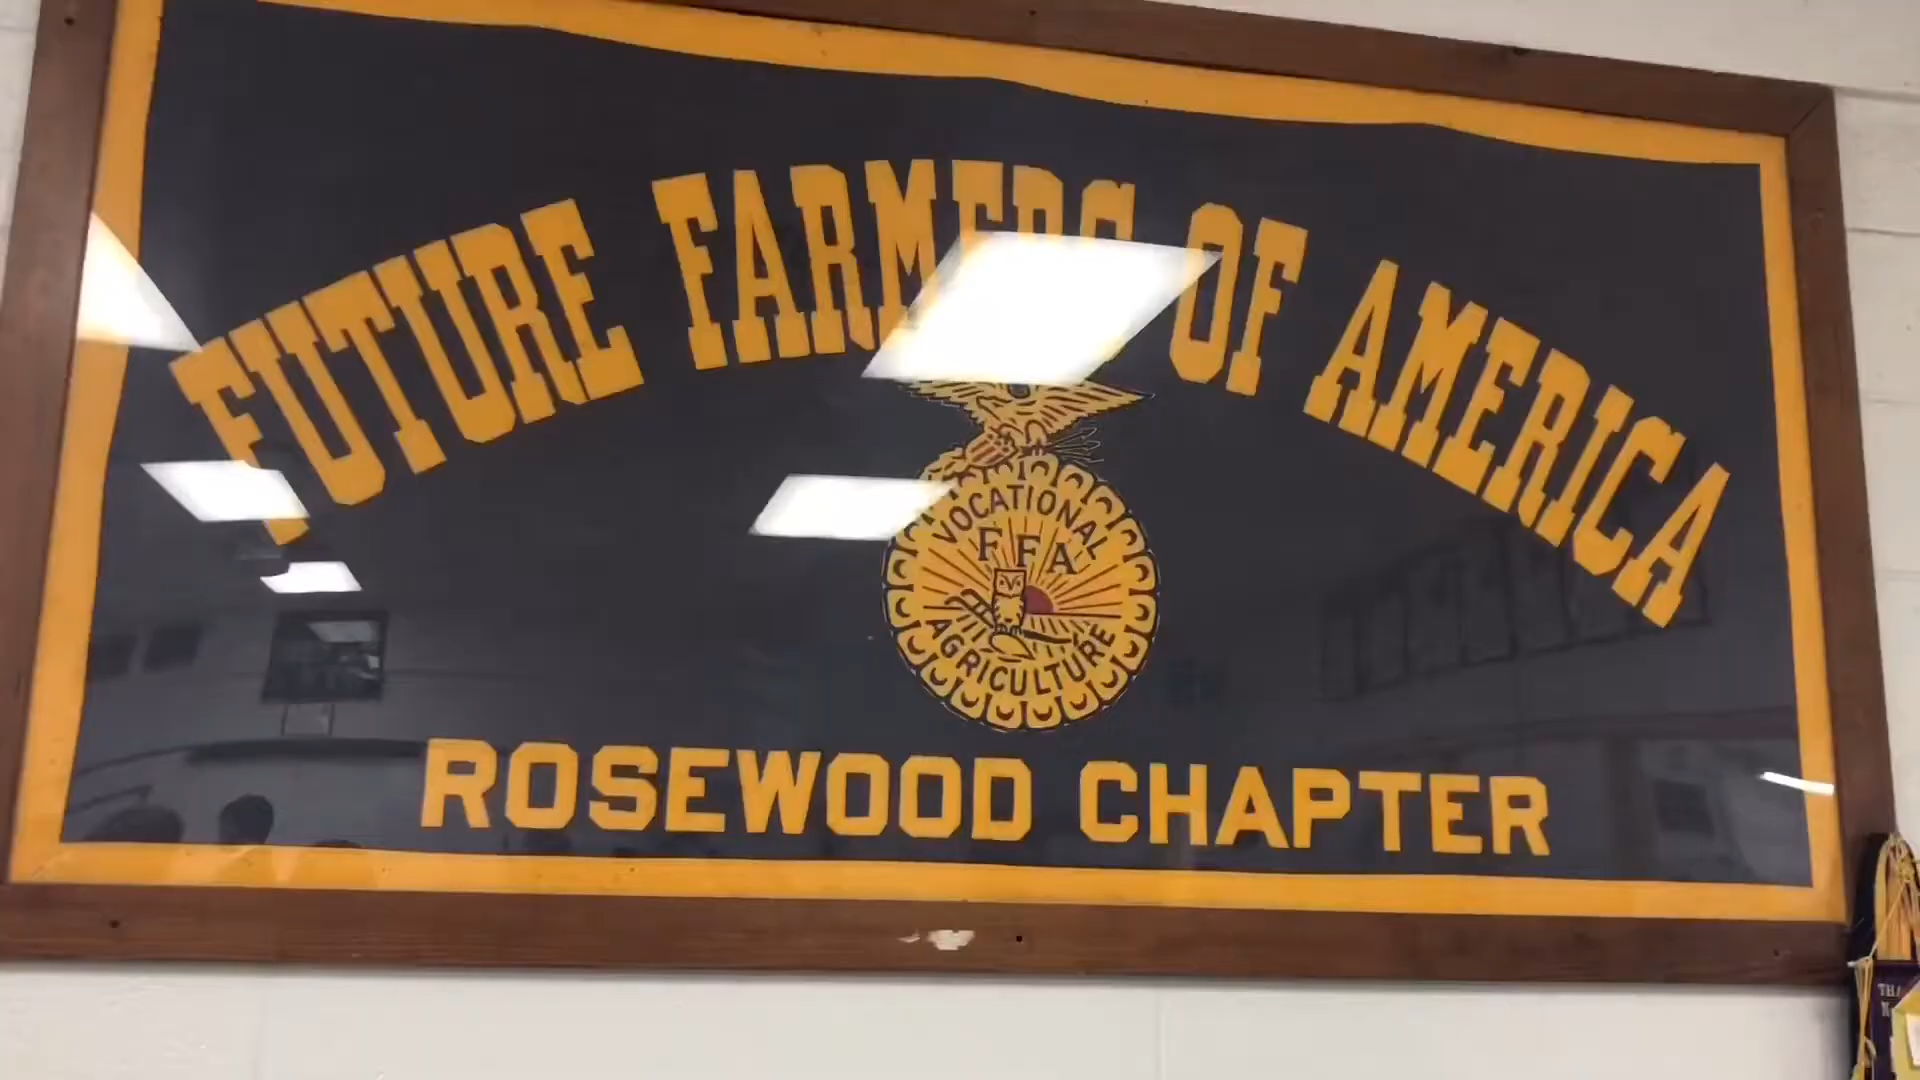 FUTURE FARMERS OF AMERICA
VOCATIONAL
FFA
AGRICULTURE
ROSEWOOD CHAPTER